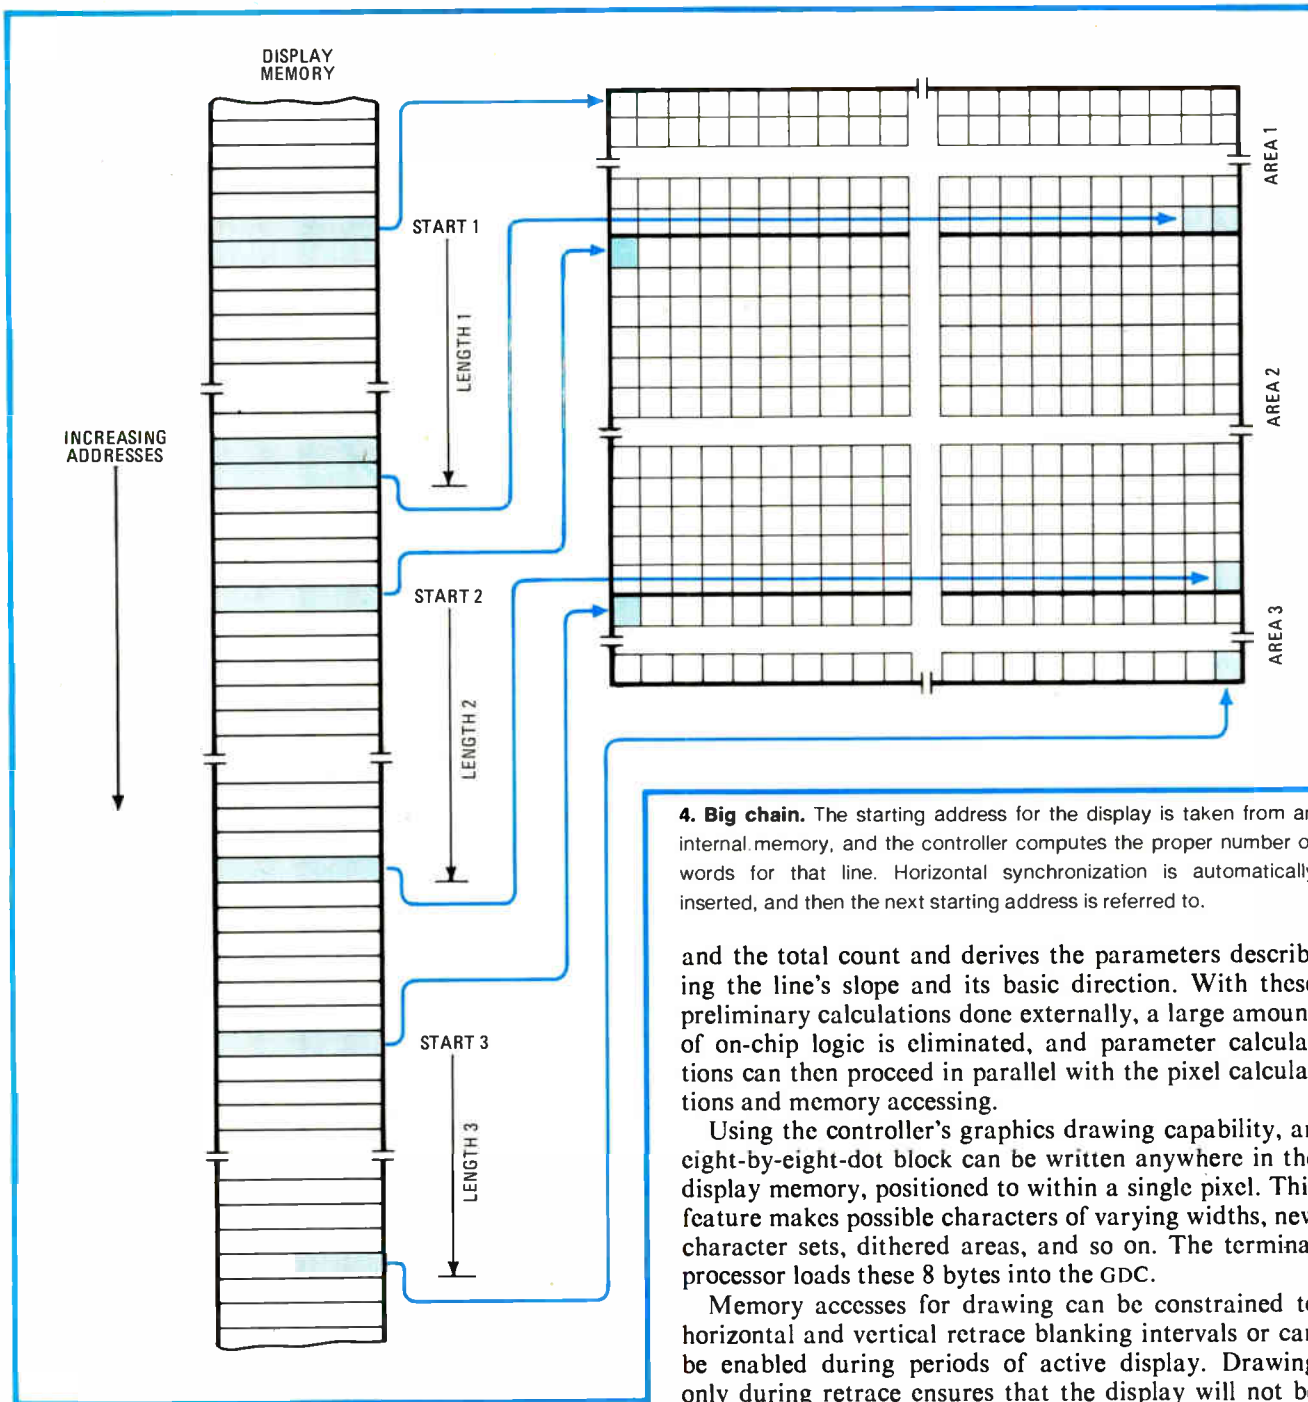 DISPLAY
MEMORY
INCREASING
ADDRESSES
START 1
LENGTH 1
START 2
LENGTH 2
START 3
LENGTH 3
AREA 1
AREA 2
AREA 3
4. Big chain. The starting address for the display is taken from
internal memory, and the controller computes the proper number
words for that line. Horizontal synchronization is automatically
inserted, and then the next starting address is referred to.
and the total count and derives the parameters describ
ing the line's slope and its basic direction. With these
preliminary calculations done externally, a large amoun
of on-chip logic is eliminated, and parameter calcula
tions can then proceed in parallel with the pixel calcula
tions and memory accessing.
Using the controller's graphics drawing capability, an
eight-by-eight-dot block can be written anywhere in the
display memory, positioned to within a single pixel. Thi
feature makes possible characters of varying widths, new
character sets, dithered areas, and so on. The termina
processor loads these 8 bytes into the GDC.
Memory accesses for drawing can be constrained to
horizontal and vertical retrace blanking intervals or can
be enabled during periods of active display. Drawing
only during retrace ensures that the display will not be